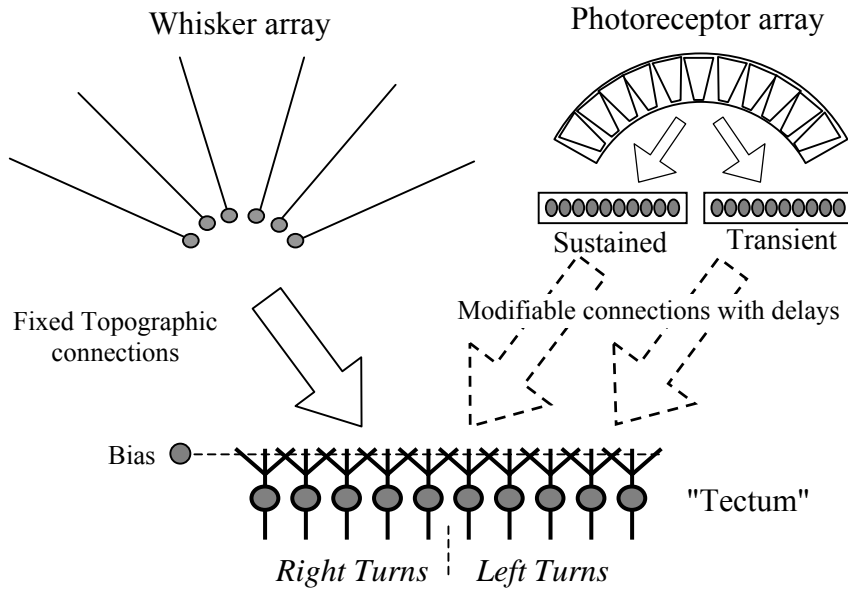 Whisker array
Photoreceptor array
Sustained
Transient
Fixed Topographic
connections
Modifiable connections with delays
Bias
"Tectum"
Right Turns
Left Turns